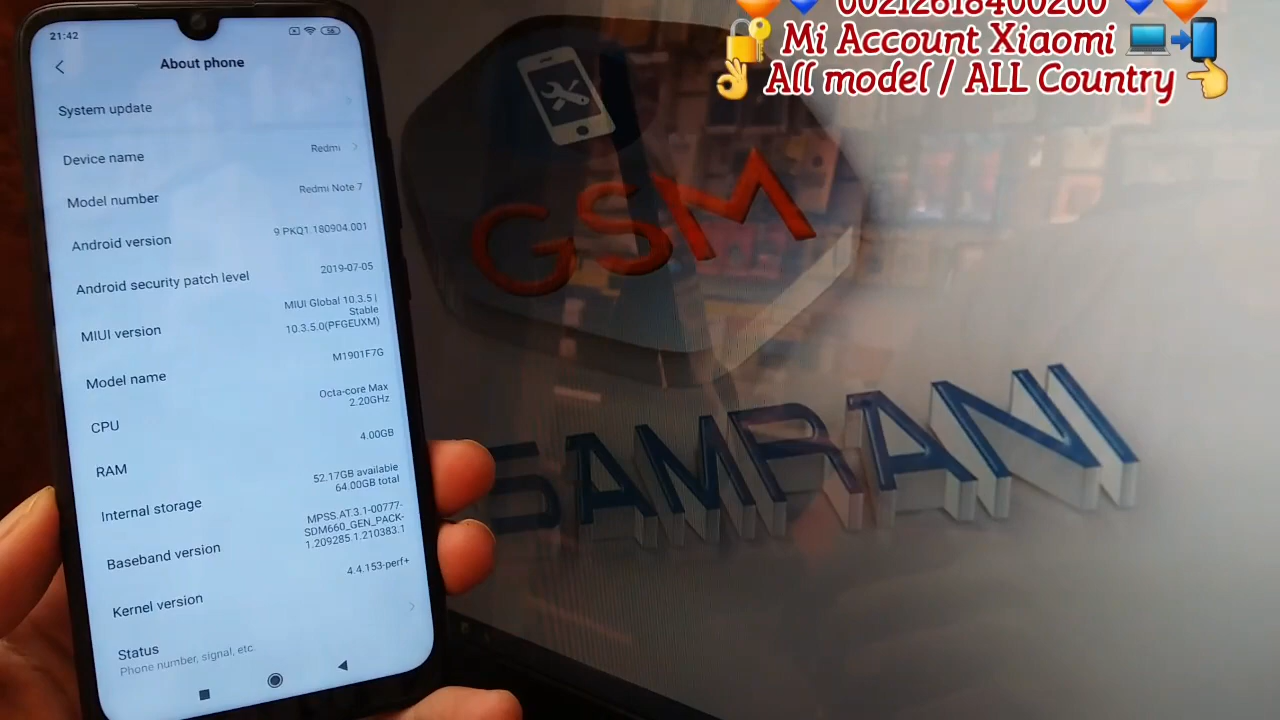 00212618400200
Mi Account Xiaomi
All model / ALL Country
21:42
56
About phone
System update
Device name Redmi
Model number Redmi Note 7
Android version 9 PKQ1.180904.001
Android security patch level 2019-07-05
MIUI version MIUI Global 10.3.5 |
Stable
10.3.5.0(PFGEUXM)
Model name M1901F7G
CPU Octa-core Max
2.20GHz
RAM 4.00GB
Internal storage 52.17GB available
64.00GB total
Baseband version MPSS.AT.3.1-00777-
SDM660_GEN_PACK-
1.209285.1.210383.1
Kernel version 4.4.153-perf+
Status
Phone number, signal, etc.
GSM
SAMRANI